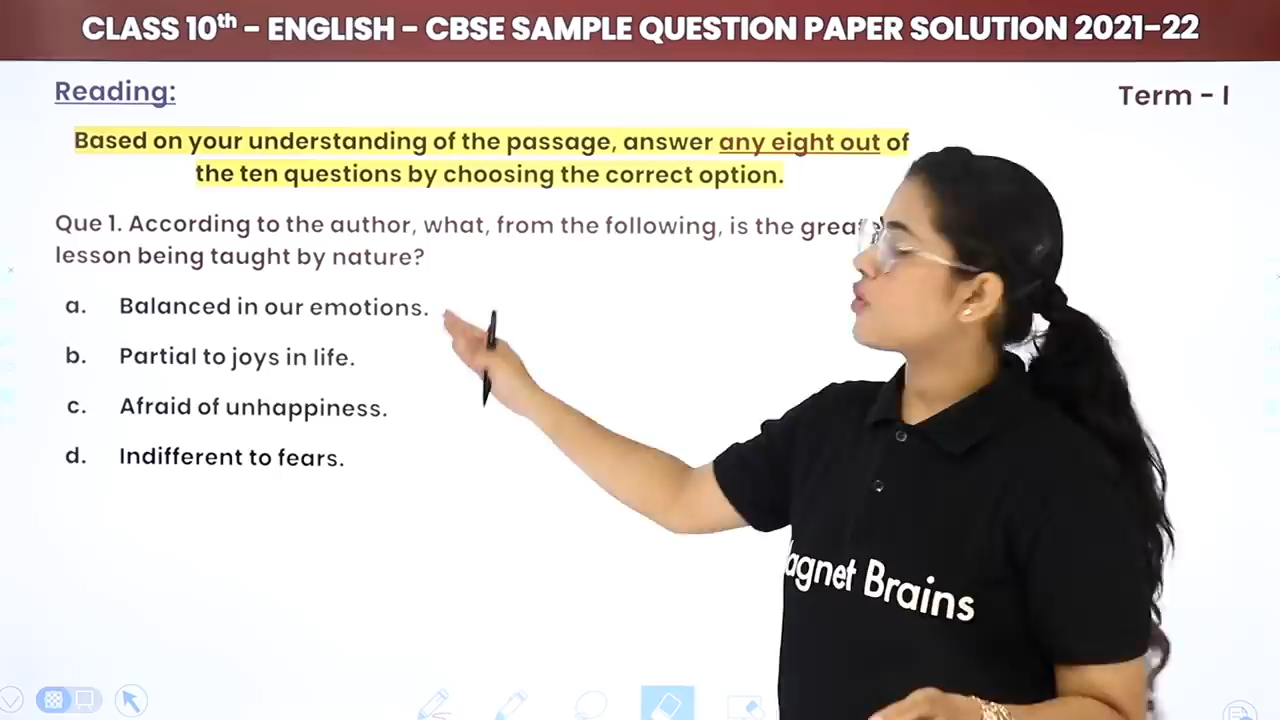 CLASS 10th - ENGLISH - CBSE SAMPLE QUESTION PAPER SOLUTION 2021-22
Reading:
Term - I
Based on your understanding of the passage, answer any eight out of
the ten questions by choosing the correct option.
Que 1. According to the author, what, from the following, is the
lesson being taught by nature?
a. Balanced in our emotions.
b. Partial to joys in life.
c. Afraid of unhappiness.
d. Indifferent to fears.
Brains